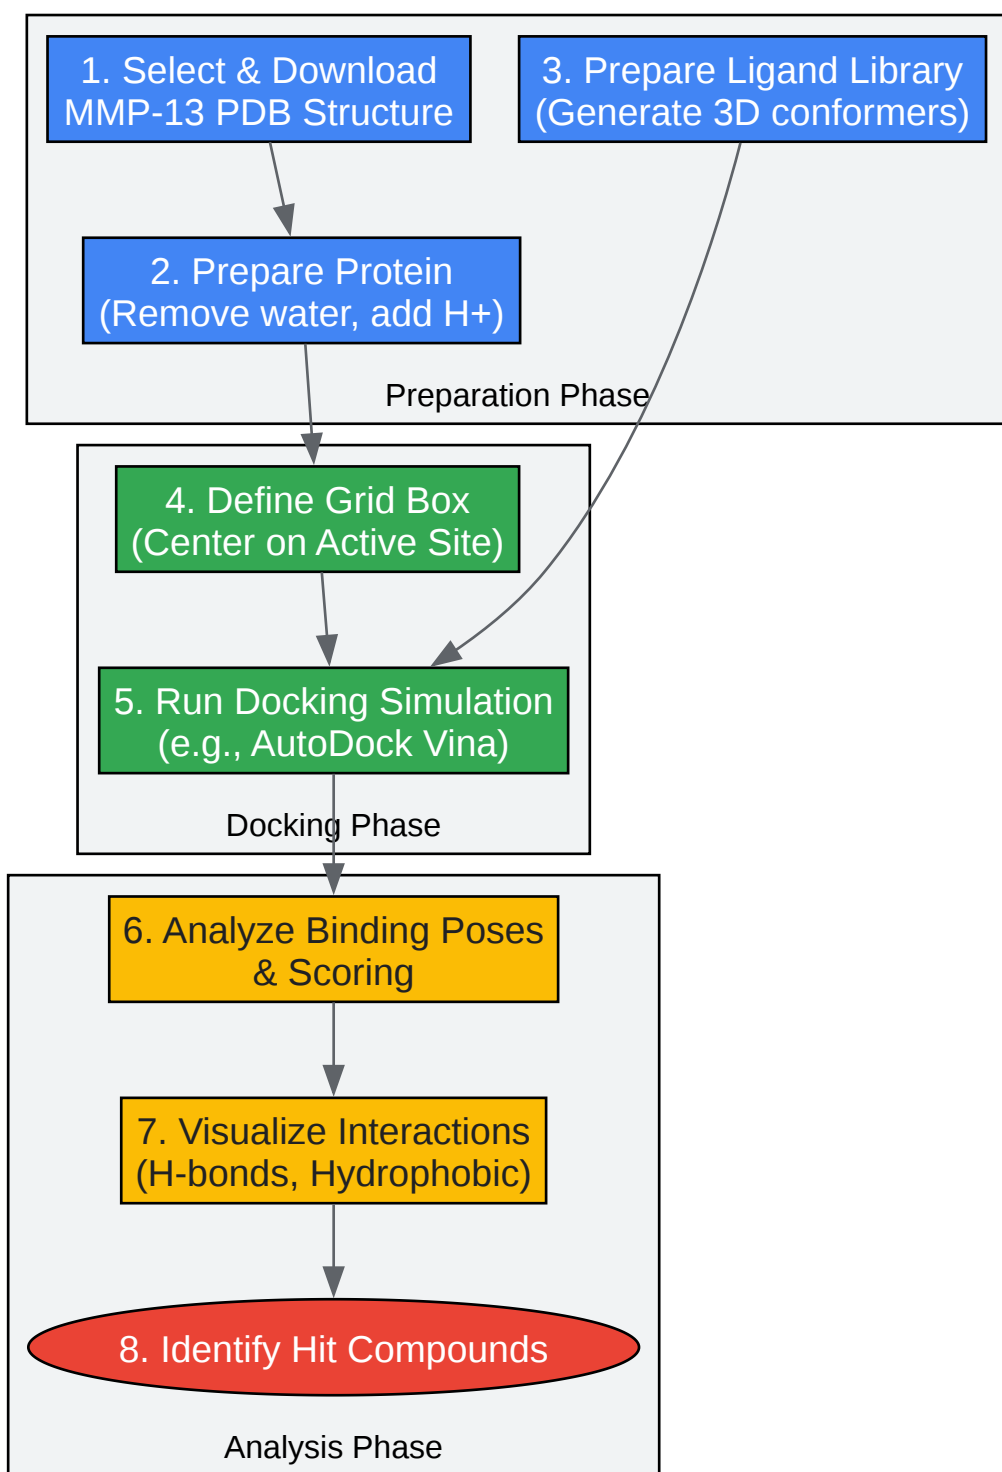 1. Select & Download
MMP-13 PDB Structure
3. Prepare Ligand Library
(Generate 3D conformers)
2. Prepare Protein
(Remove water, add H+)
Preparation Phase
4. Define Grid Box
(Center on Active Site)
5. Run Docking Simulation
(e.g., AutoDock Vina)
Docking Phase
6. Analyze Binding Poses
& Scoring
7. Visualize Interactions
(H-bonds, Hydrophobic)
8. Identify Hit Compounds
Analysis Phase